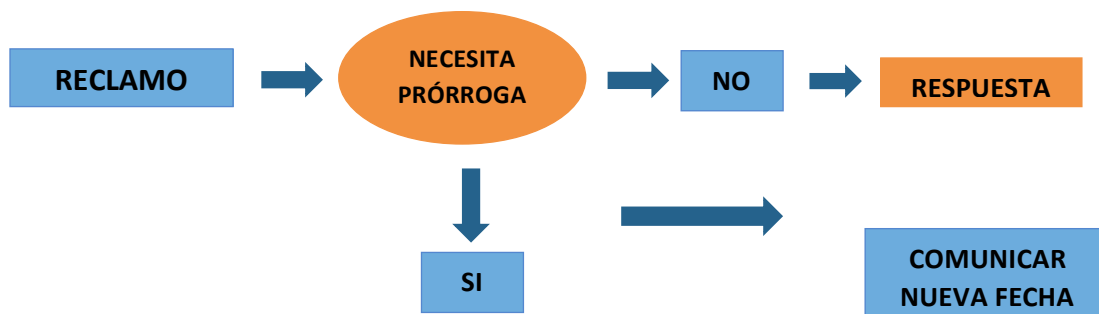 RECLAMO
NECESITA
PRÓRROGA
NO
RESPUESTA
SI
COMUNICAR
NUEVA FECHA